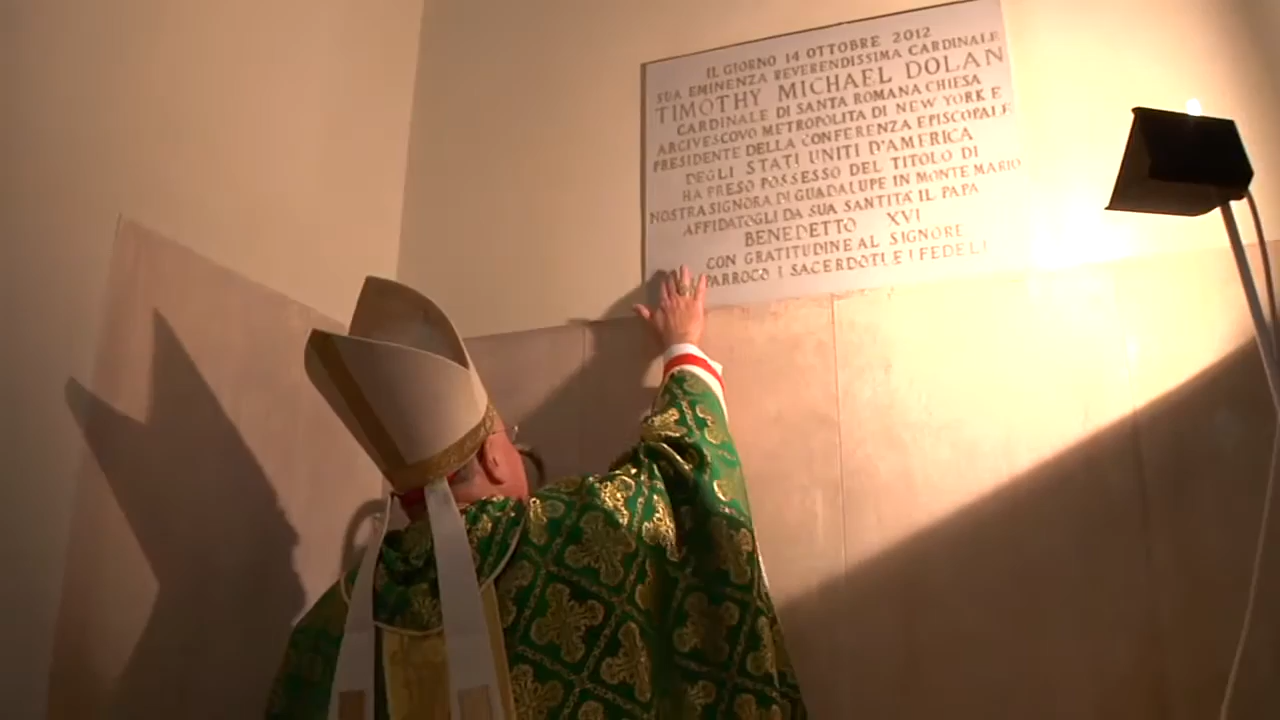 IL GIORNO 14 OTTOBRE 2012
SUA EMINENZA REVERENDISSIMA CARDINALE
TIMOTHY MICHAEL DOLAN
CARDINALE DI SANTA ROMANA CHIESA
ARCIVESCOVO METROPOLITA DI NEW YORK E
PRESIDENTE DELLA CONFERENZA EPISCOPALE
DEGLI STATI UNITI D'AMERICA
HA PRESO POSSESSO DEL TITOLO DI
NOSTRA SIGNORA DI GUADALUPE IN MONTE MARIO
AFFIDATOGLI DA SUA SANTITÀ IL PAPA
BENEDETTO XVI
CON GRATITUDINE AL SIGNORE
PARROCO I SACERDOTI E I FEDELI